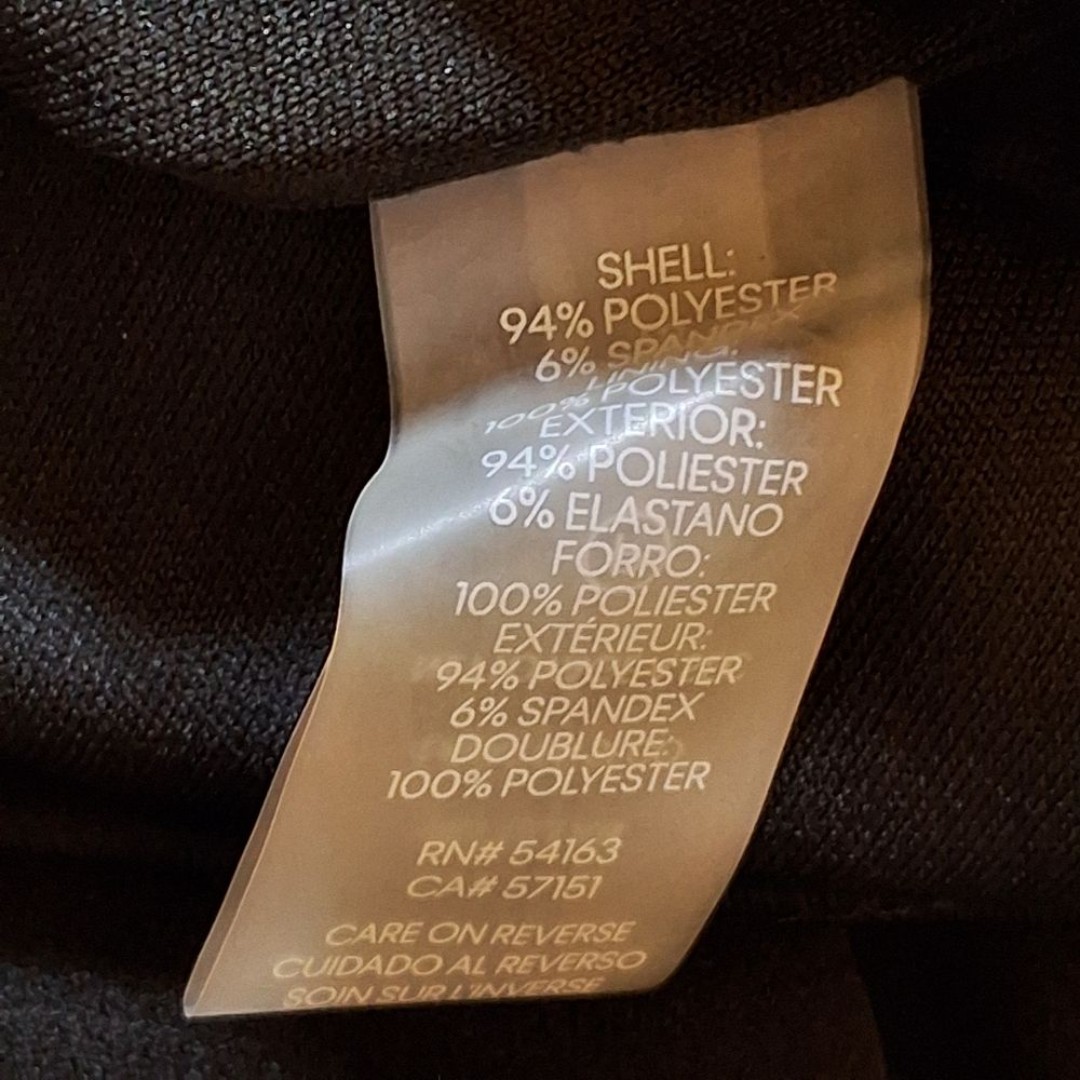 SHELL:
94% POLYESTER
6% SPANDEX
LINING:
100% POLYESTER
EXTERIOR:
94% POLIESTER
6% ELASTANO
FORRO:
100% POLIESTER
EXTÉRIEUR:
94% POLYESTER
6% SPANDEX
DOUBLURE:
100% POLYESTER
RN# 54163
CA# 57151
CARE ON REVERSE
CUIDADO AL REVERSO
SOIN SUR L'INVERSE